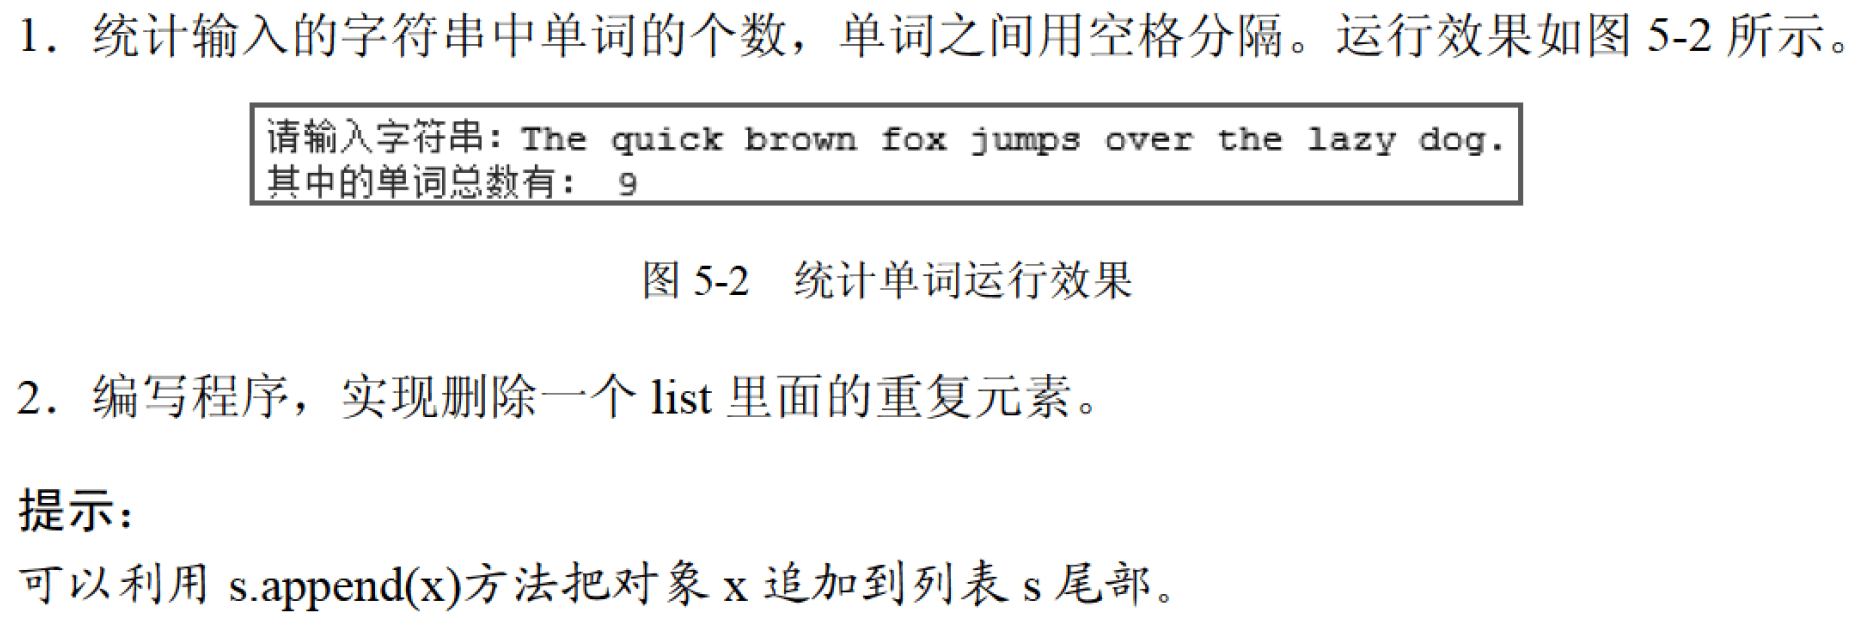 1．统计输入的字符串中单词的个数，单词之间用空格分隔。运行效果如图 5-2 所示。
请输入字符串：The quick brown fox jumps over the lazy dog.
其中的单词总数有： 9
图 5-2 统计单词运行效果
2．编写程序，实现删除一个 list 里面的重复元素。
提示：
可以利用 s.append(x)方法把对象 x 追加到列表 s 尾部。